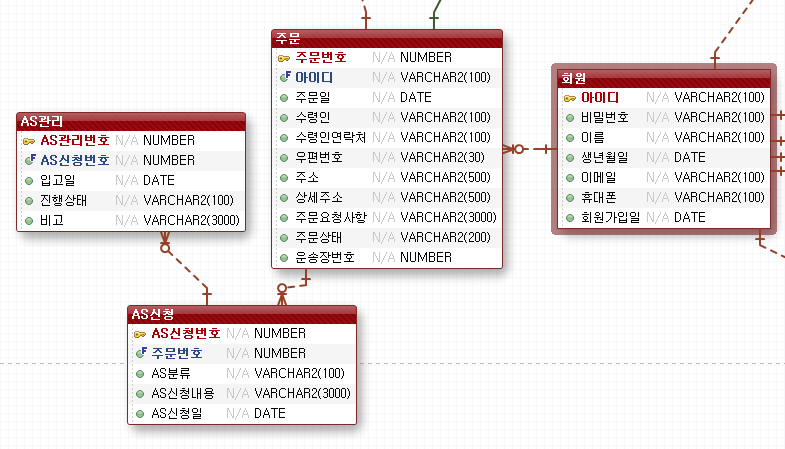 주문
주문번호 N/A NUMBER
아이디 N/A VARCHAR2(100)
주문일 N/A DATE
수령인 N/A VARCHAR2(100)
수령인연락처 N/A VARCHAR2(100)
우편번호 N/A VARCHAR2(30)
주소 N/A VARCHAR2(500)
상세주소 N/A VARCHAR2(500)
주문요청사항 N/A VARCHAR2(3000)
주문상태 N/A VARCHAR2(200)
운송장번호 N/A NUMBER
회원
아이디 N/A VARCHAR2(100)
비밀번호 N/A VARCHAR2(100)
이름 N/A VARCHAR2(100)
생년월일 N/A DATE
이메일 N/A VARCHAR2(100)
휴대폰 N/A VARCHAR2(100)
회원가입일 N/A DATE
AS관리
AS관리번호 N/A NUMBER
AS신청번호 N/A NUMBER
입고일 N/A DATE
진행상태 N/A VARCHAR2(100)
비고 N/A VARCHAR2(3000)
AS신청
AS신청번호 N/A NUMBER
주문번호 N/A NUMBER
AS분류 N/A VARCHAR2(100)
AS신청내용 N/A VARCHAR2(3000)
AS신청일 N/A DATE